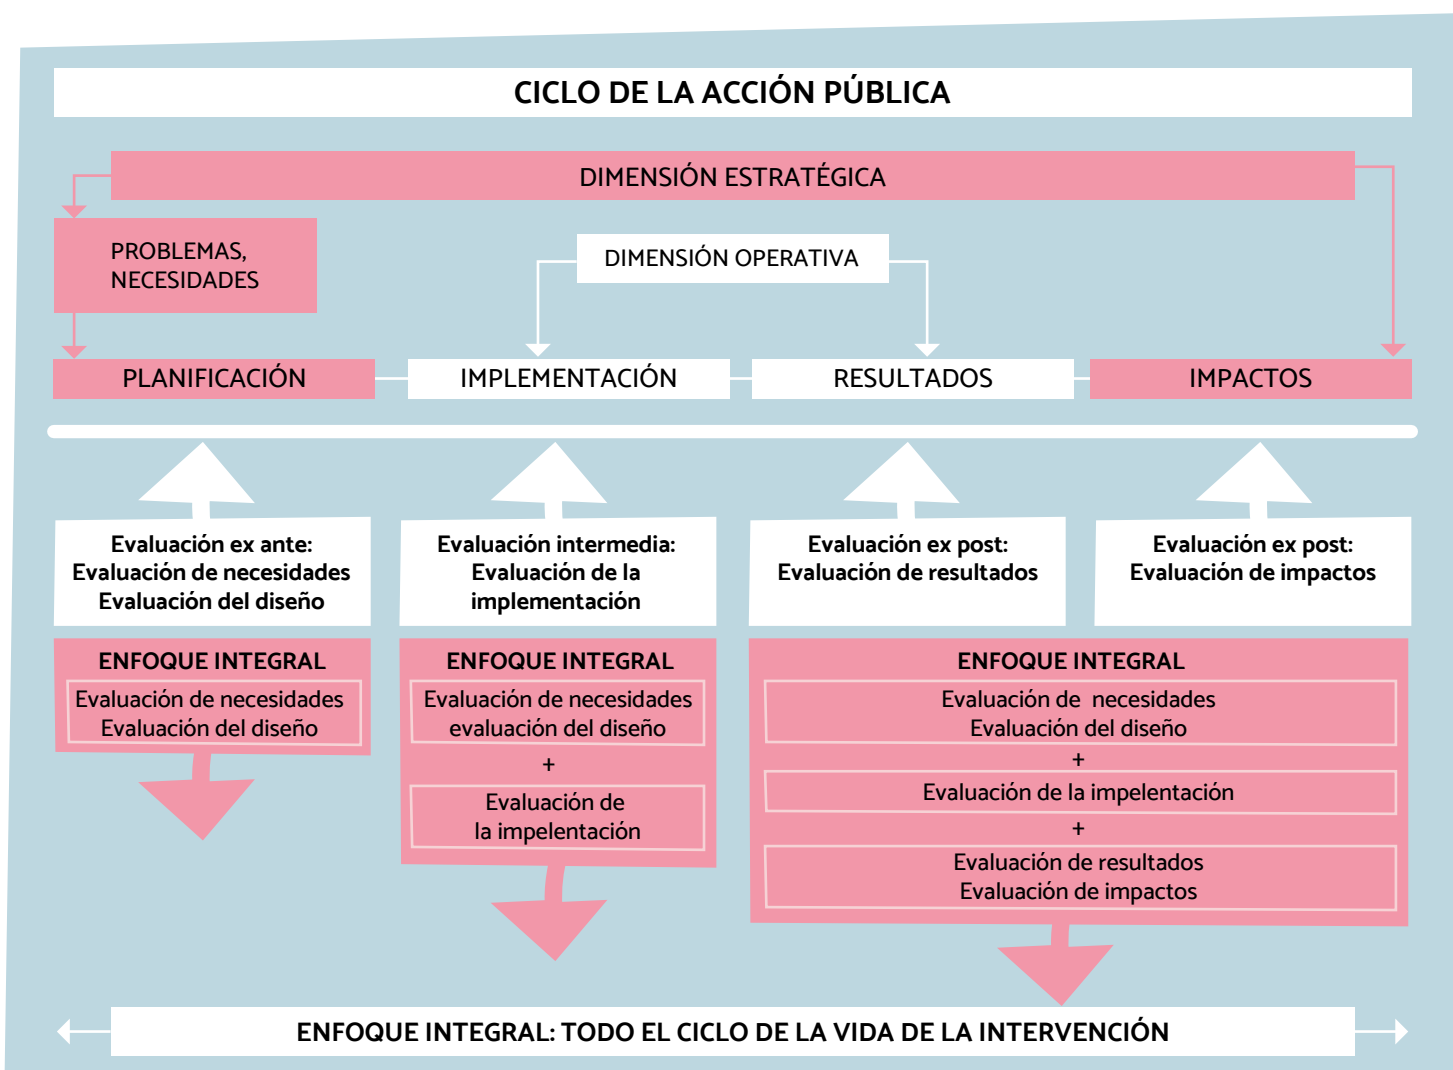 CICLO DE LA ACCIÓN PÚBLICA
DIMENSIÓN ESTRATÉGICA
PROBLEMAS,
NECESIDADES
DIMENSIÓN OPERATIVA
PLANIFICACIÓN
IMPLEMENTACIÓN
RESULTADOS
IMPACTOS
Evaluación ex ante:
Evaluación de necesidades
Evaluación del diseño
Evaluación intermedia:
Evaluación de la
implementación
Evaluación ex post:
Evaluación de resultados
Evaluación ex post:
Evaluación de impactos
ENFOQUE INTEGRAL
Evaluación de necesidades
Evaluación del diseño
ENFOQUE INTEGRAL
Evaluación de necesidades
evaluación del diseño
+
Evaluación de
la impelentación
ENFOQUE INTEGRAL
Evaluación de necesidades
Evaluación del diseño
+
Evaluación de la impelentación
+
Evaluación de resultados
Evaluación de impactos
ENFOQUE INTEGRAL: TODO EL CICLO DE LA VIDA DE LA INTERVENCIÓN